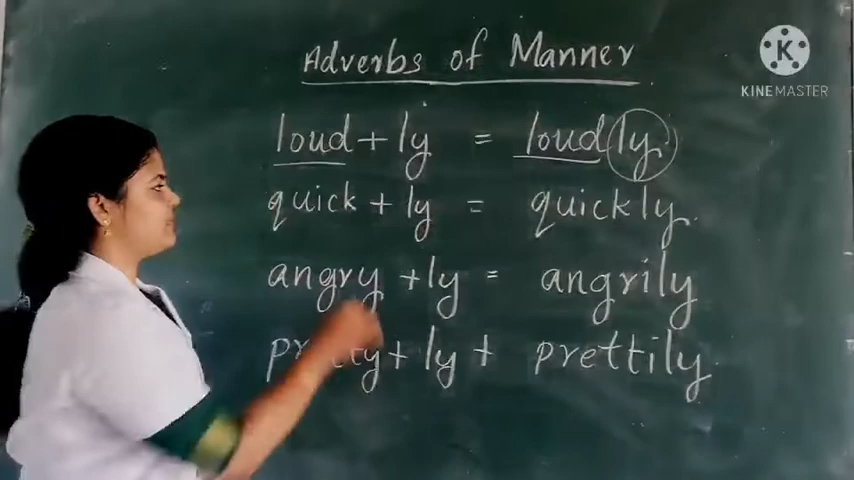 Adverbs of Manner
K
KINEMASTER
loud + ly = loudly
quick + ly = quickly
angry + ly = angrily
+ ly + prettily